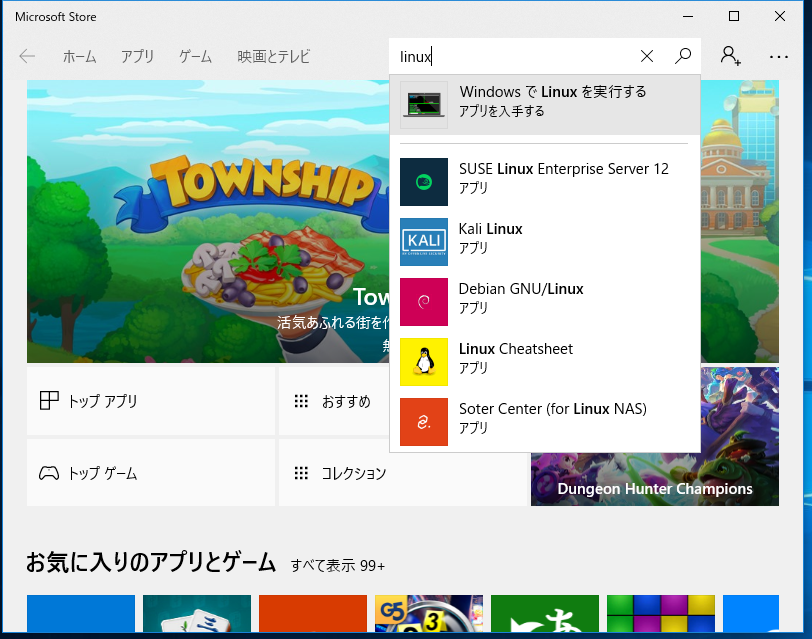 Microsoft Store
ホーム アプリ ゲーム 映画とテレビ
linux
Windows で Linux を実行する
アプリを入手する
SUSE Linux Enterprise Server 12
アプリ
KALI
Kali Linux
アプリ
Debian GNU/Linux
アプリ
Linux Cheatsheet
アプリ
Soter Center (for Linux NAS)
アプリ
TOWNSHIP
Tow
活気あふれる街を作
無
トップ アプリ
おすすめ
トップ ゲーム
コレクション
Dungeon Hunter Champions
お気に入りのアプリとゲーム すべて表示 99+
G5
3
2
あ